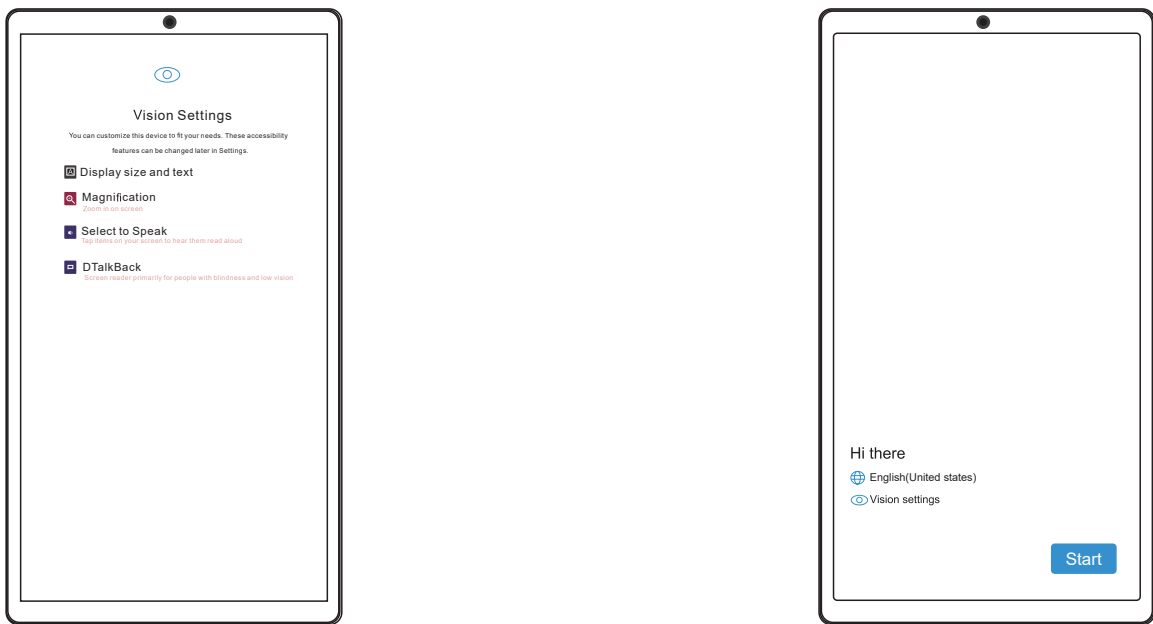 Vision Settings
You can customize this device to fit your needs. These accessibility
features can be changed later in Settings.
Display size and text
Magnification
Zoom in on screen
Select to Speak
Tap items on your screen to hear them read aloud
DTalkBack
Screen reader primarily for people with blindness and low vision
Hi there
English(United states)
Vision settings
Start